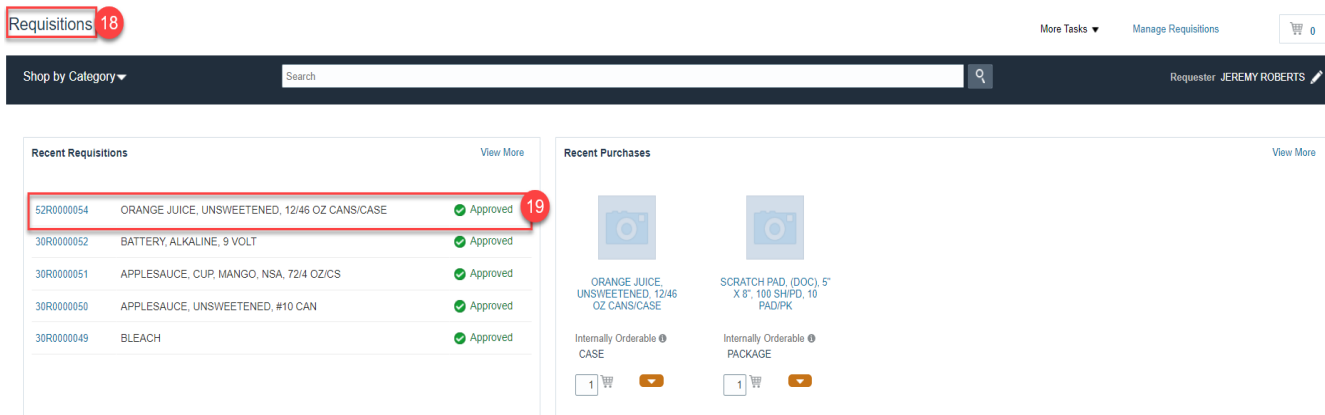 Requisitions 18
More Tasks Manage Requisitions 0
Shop by Category Search Requester JEREMY ROBERTS
Recent Requisitions View More
52R0000054 ORANGE JUICE, UNSWEETENED, 12/46 OZ CANS/CASE Approved 19
30R0000052 BATTERY, ALKALINE, 9 VOLT Approved
30R0000051 APPLESAUCE, CUP, MANGO, NSA, 72/4 OZ/CS Approved
30R0000050 APPLESAUCE, UNSWEETENED, #10 CAN Approved
30R0000049 BLEACH Approved
Recent Purchases View More
ORANGE JUICE,
UNSWEETENED, 12/46
OZ CANS/CASE
Internally Orderable
CASE
1
SCRATCH PAD, (DOC), 5"
X 8", 100 SH/PD, 10
PAD/PK
Internally Orderable
PACKAGE
1